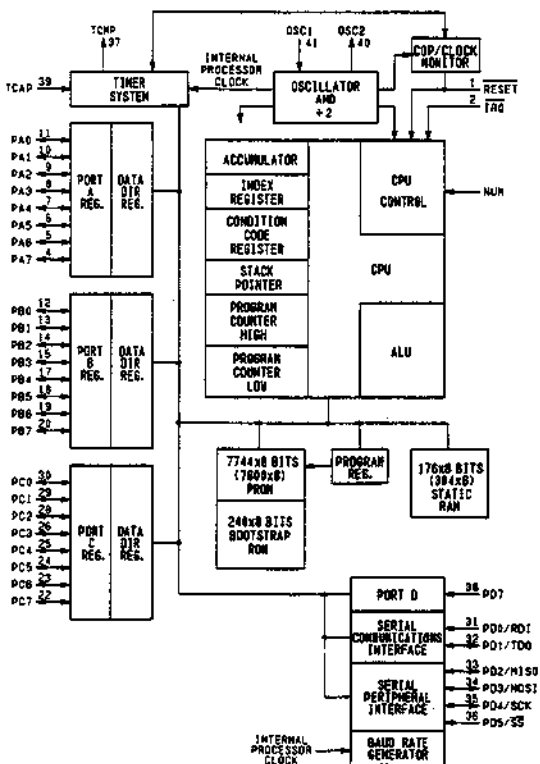 TCMP
37
OSC1
41
OSC2
40
COP/CLOCK
MONITOR
INTERNAL
PROCESSOR
CLOCK
TCAP 39
TIMER
SYSTEM
OSCILLATOR
AND
÷2
1 RESET
2 IRQ
PA0 11
PA1 10
PA2 9
PA3 8
PA4 7
PA5 6
PA6 5
PA7 4
PORT
A
REG.
DATA
DIR
REG.
ACCUMULATOR
INDEX
REGISTER
CONDITION
CODE
REGISTER
STACK
POINTER
PROGRAM
COUNTER
HIGH
PROGRAM
COUNTER
LOW
CPU
CONTROL
NUM
CPU
ALU
PB0 12
PB1 13
PB2 14
PB3 15
PB4 17
PB5 18
PB6 19
PB7 20
PORT
B
REG.
DATA
DIR
REG.
7744x8 BITS
PROM
240x8 BITS
BOOTSTRAP
ROM
PROGRAM
REG.
176x8 BITS
(304x8)
STATIC
RAM
PC0 30
PC1 29
PC2 28
PC3 26
PC4 25
PC5 24
PC6 23
PC7 22
PORT
C
REG.
DATA
DIR
REG.
PORT D
PD7
SERIAL
COMMUNICATIONS
INTERFACE
31 PD0/RDI
32 PD1/TDO
SERIAL
PERIPHERAL
INTERFACE
33 PD2/MISO
34 PD3/MOSI
35 PD4/SCK
36 PD5/SS
INTERNAL
PROCESSOR
CLOCK
BAUD RATE
GENERATOR